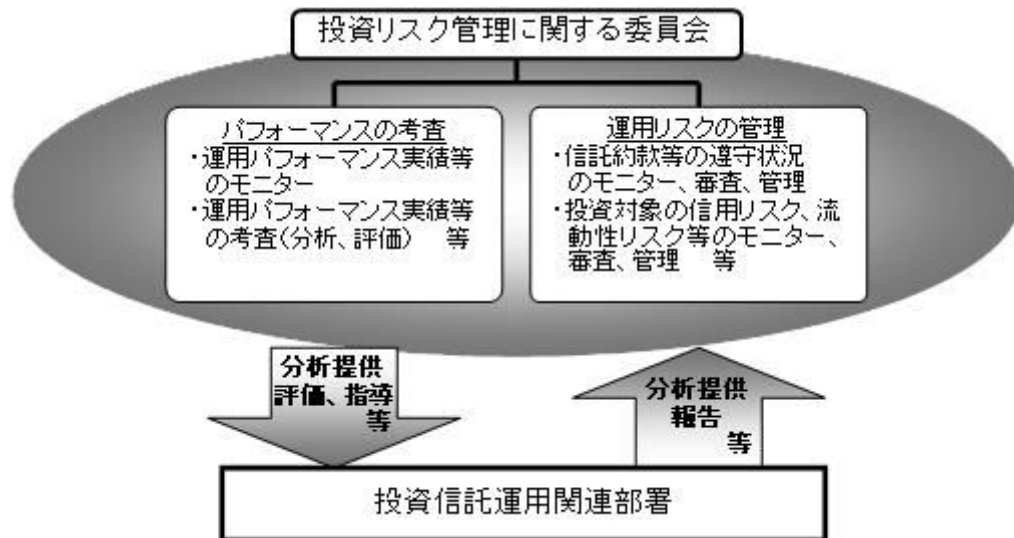 投資リスク管理に関する委員会
パフォーマンスの考査
・運用パフォーマンス実績等
のモニター
・運用パフォーマンス実績等
の考査(分析、評価)　等
運用リスクの管理
・信託約款等の遵守状況
のモニター、審査、管理
・投資対象の信用リスク、流
動性リスク等のモニター、
審査、管理　等
分析提供
評価、指導
等
分析提供
報告
等
投資信託運用関連部署